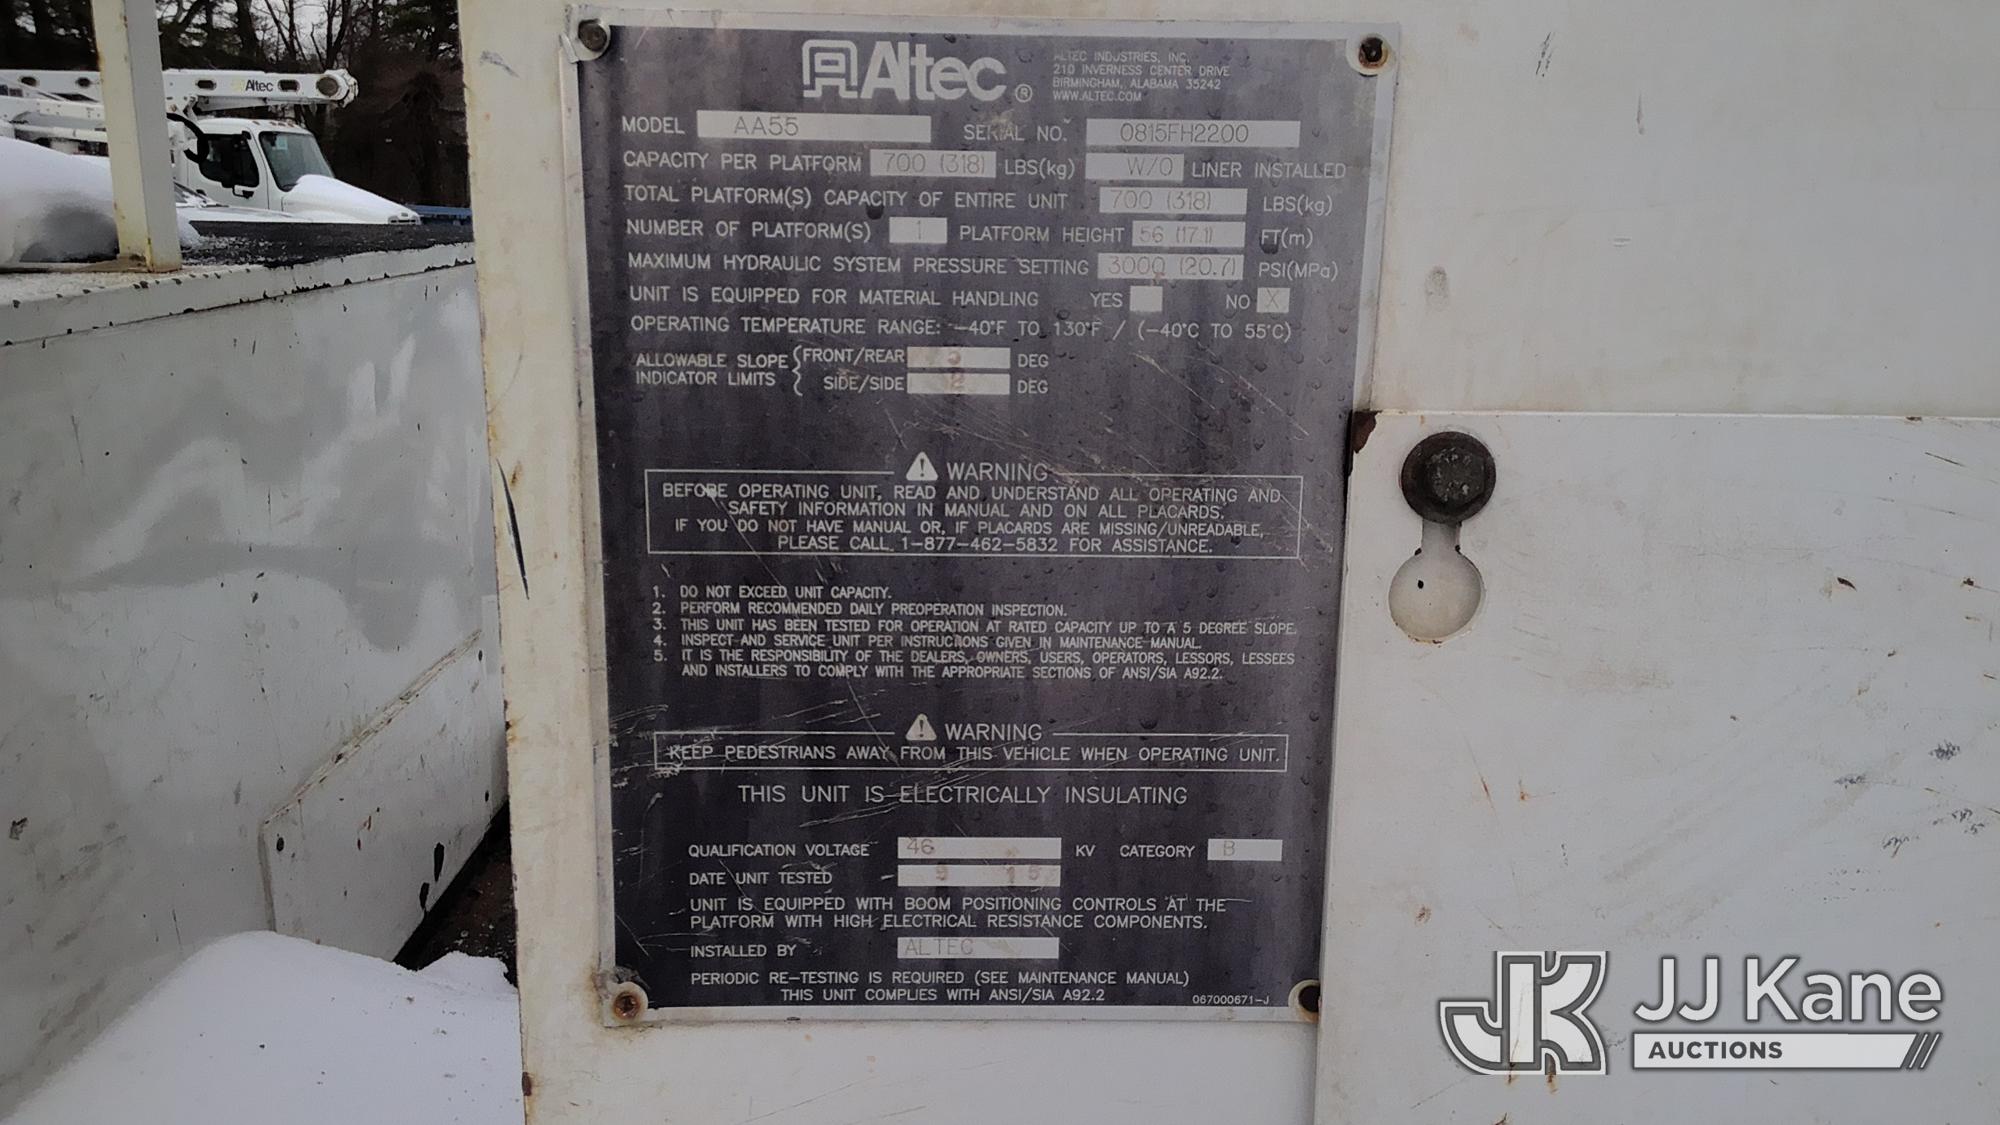 Altec
Altec ®
ALTEC INDUSTRIES, INC.
210 INVERNESS CENTER DRIVE
BIRMINGHAM, ALABAMA 35242
WWW.ALTEC.COM
MODEL AA55 SERIAL NO. 0815FH2200
CAPACITY PER PLATFORM 700 (318) LBS(kg) W/O LINER INSTALLED
TOTAL PLATFORM(S) CAPACITY OF ENTIRE UNIT 700 (318) LBS(kg)
NUMBER OF PLATFORM(S) 1 PLATFORM HEIGHT 56 (17.1) FT(m)
MAXIMUM HYDRAULIC SYSTEM PRESSURE SETTING 3000 (20.7) PSI(MPa)
UNIT IS EQUIPPED FOR MATERIAL HANDLING YES NO X
OPERATING TEMPERATURE RANGE: -40°F TO 130°F / (-40°C TO 55°C)
ALLOWABLE SLOPE INDICATOR LIMITS
FRONT/REAR DEG
SIDE/SIDE DEG
WARNING
BEFORE OPERATING UNIT, READ AND UNDERSTAND ALL OPERATING AND
SAFETY INFORMATION IN MANUAL AND ON ALL PLACARDS.
IF YOU DO NOT HAVE MANUAL OR, IF PLACARDS ARE MISSING/UNREADABLE,
PLEASE CALL 1-877-462-5832 FOR ASSISTANCE.
1. DO NOT EXCEED UNIT CAPACITY.
2. PERFORM RECOMMENDED DAILY PREOPERATION INSPECTION.
3. THIS UNIT HAS BEEN TESTED FOR OPERATION AT RATED CAPACITY UP TO A 5 DEGREE SLOPE.
4. INSPECT AND SERVICE UNIT PER INSTRUCTIONS GIVEN IN MAINTENANCE MANUAL.
5. IT IS THE RESPONSIBILITY OF THE DEALERS, OWNERS, USERS, OPERATORS, LESSORS, LESSEES
AND INSTALLERS TO COMPLY WITH THE APPROPRIATE SECTIONS OF ANSI/SIA A92.2.
WARNING
KEEP PEDESTRIANS AWAY FROM THIS VEHICLE WHEN OPERATING UNIT.
THIS UNIT IS ELECTRICALLY INSULATING
QUALIFICATION VOLTAGE 46 KV CATEGORY B
DATE UNIT TESTED 9 15
UNIT IS EQUIPPED WITH BOOM POSITIONING CONTROLS AT THE
PLATFORM WITH HIGH ELECTRICAL RESISTANCE COMPONENTS.
INSTALLED BY ALTEC
PERIODIC RE-TESTING IS REQUIRED (SEE MAINTENANCE MANUAL)
THIS UNIT COMPLIES WITH ANSI/SIA A92.2 067000671-J
JK JJ Kane
AUCTIONS